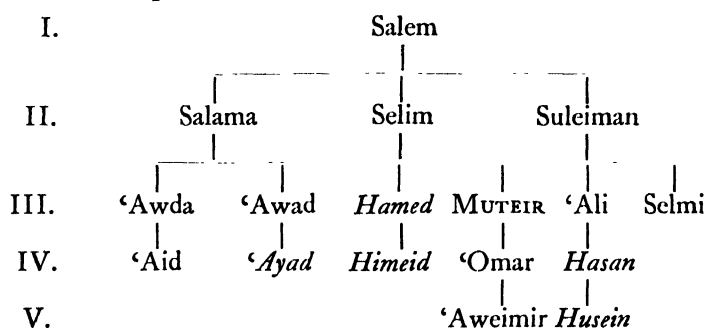 I. Salem
II. Salama Selim Suleiman
III. ʿAwda ʿAwad Hamed MUTEIR ʿAli Selmi
IV. ʿAid ʿAyad Himeid ʿOmar Hasan
V. ʿAweimir Husein